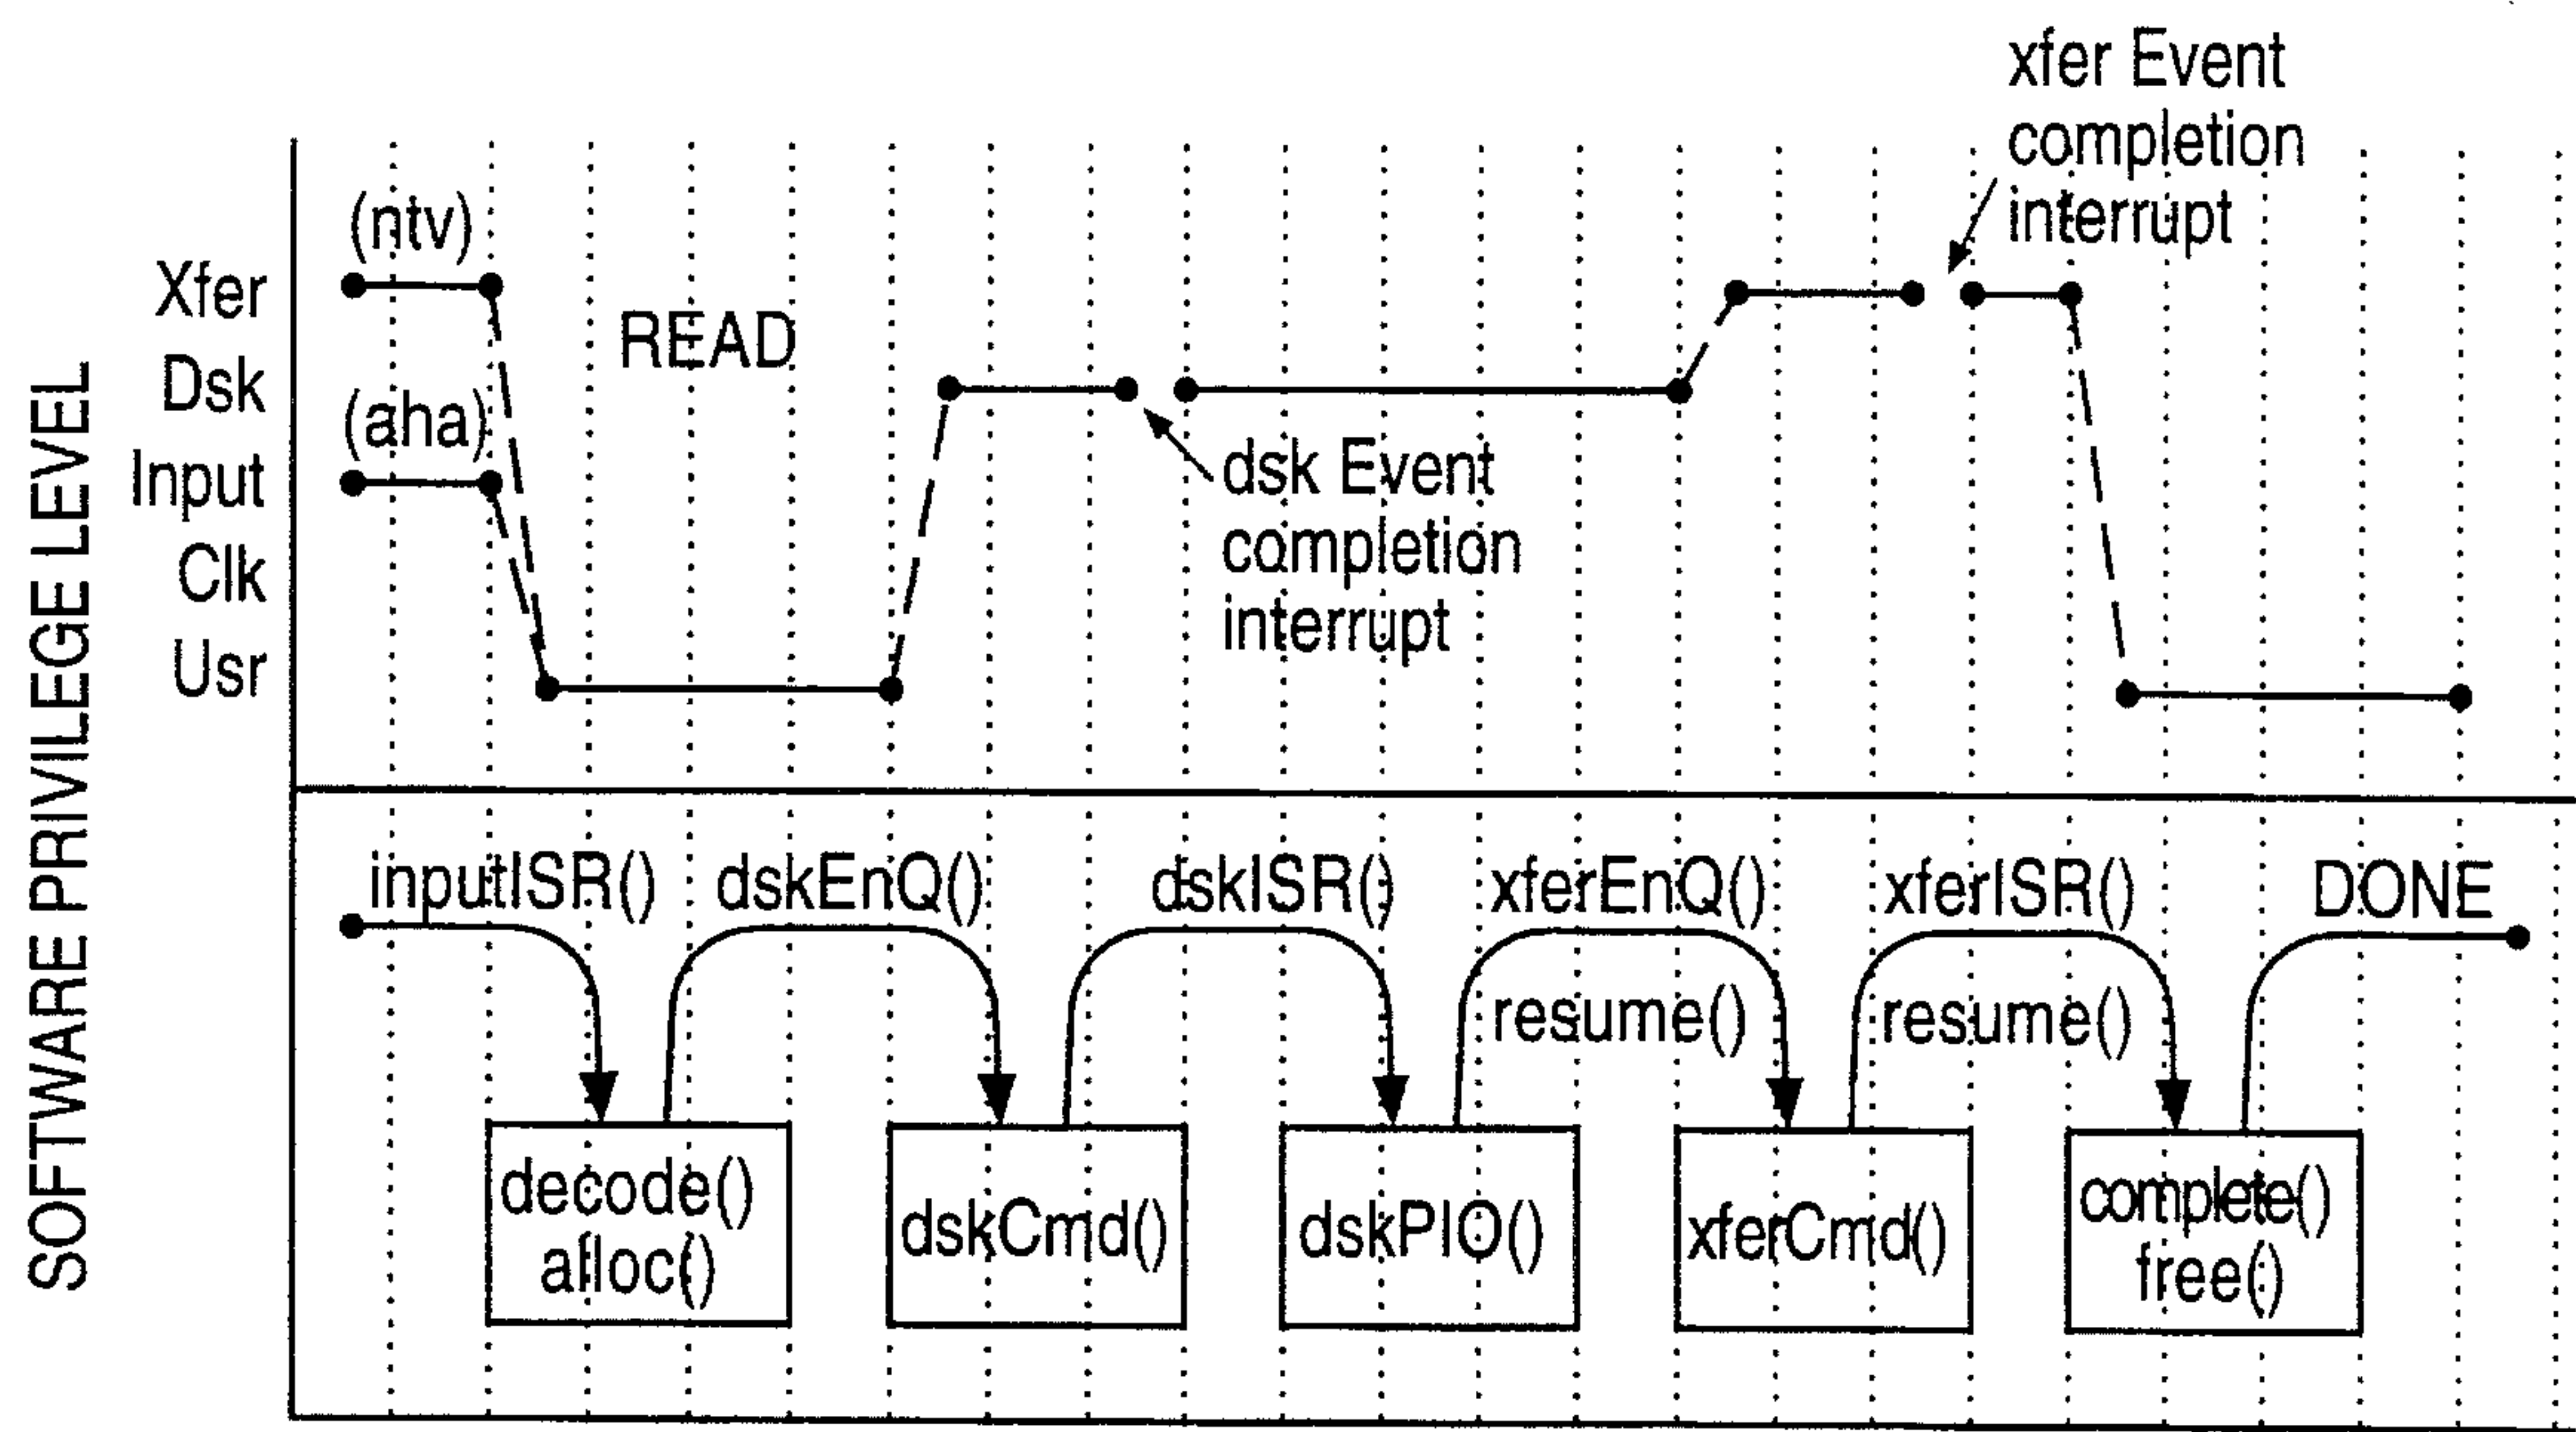 xfer Event
completion
interrupt
(ntv)
Xfer
READ
Dsk
(aha)
Input
dsk Event
completion
interrupt
Clk
Usr
SOFTWARE PRIVILEGE LEVEL
inputISR()
dskEnQ()
dskISR()
xferEnQ()
xferISR()
DONE
resume()
resume()
decode()
alloc()
dskCmd()
dskPIO()
xferCmd()
complete()
free()